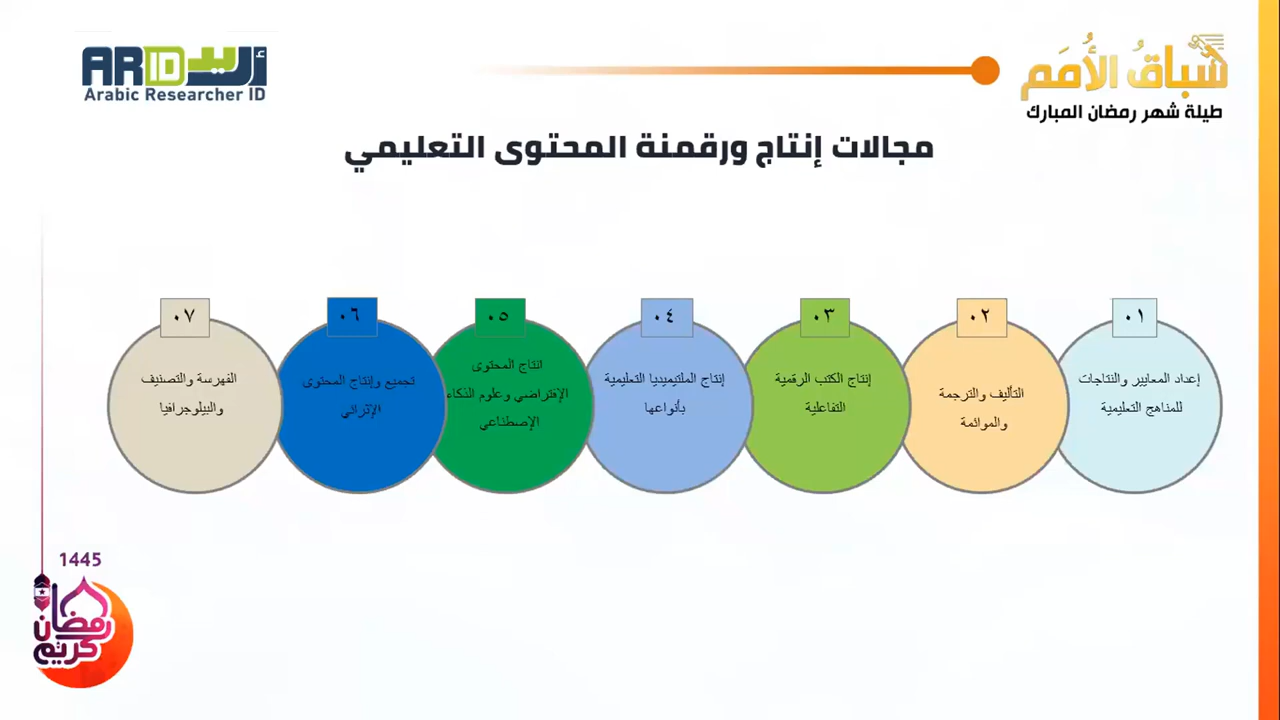 أريد
ARID
Arabic Researcher ID
سباقُ الأُمَم
طيلة شهر رمضان المبارك
مجالات إنتاج ورقمنة المحتوى التعليمي
٠١
إعداد المعايير والنتاجات
للمناهج التعليمية
٠٢
التأليف والترجمة
والموائمة
٠٣
إنتاج الكتب الرقمية
التفاعلية
٠٤
إنتاج الملتيميديا التعليمية
بأنواعها
٠٥
انتاج المحتوى
الإفتراضي وعلوم الذكاء
الإصطناعي
٠٦
تجميع وإنتاج المحتوى
الإثرائي
٠٧
الفهرسة والتصنيف
والبيلوجرافيا
1445
رمضان
كريم